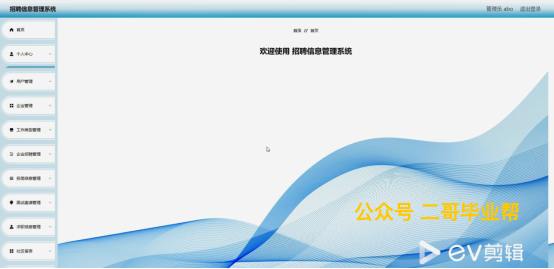 招聘信息管理系统
管理员 abo 退出登录
首页 // 首页
欢迎使用 招聘信息管理系统
首页
个人中心
用户管理
企业管理
工作类型管理
企业招聘管理
投简信息管理
面试邀请管理
求职信息管理
社区留言
公众号 二哥毕业帮
EV剪辑